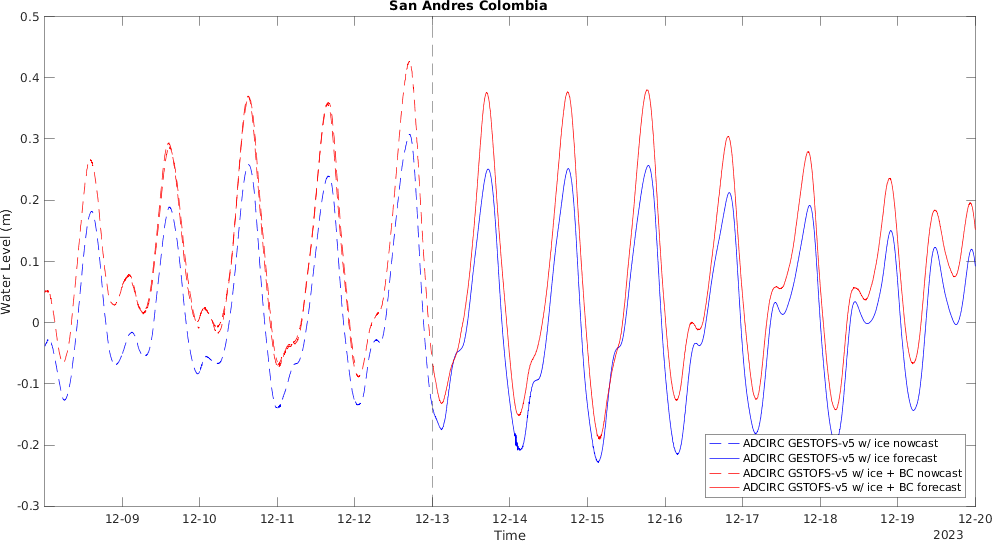 San Andres Colombia
0.5
0.4
0.3
0.2
0.1
0
-0.1
-0.2
-0.3
Water Level (m)
ADCIRC GESTOFS-v5 w/ ice nowcast
ADCIRC GESTOFS-v5 w/ ice forecast
ADCIRC GSTOFS-v5 w/ ice + BC nowcast
ADCIRC GSTOFS-v5 w/ ice + BC forecast
12-09 12-10 12-11 12-12 12-13 12-14 12-15 12-16 12-17 12-18 12-19 12-20
Time
2023